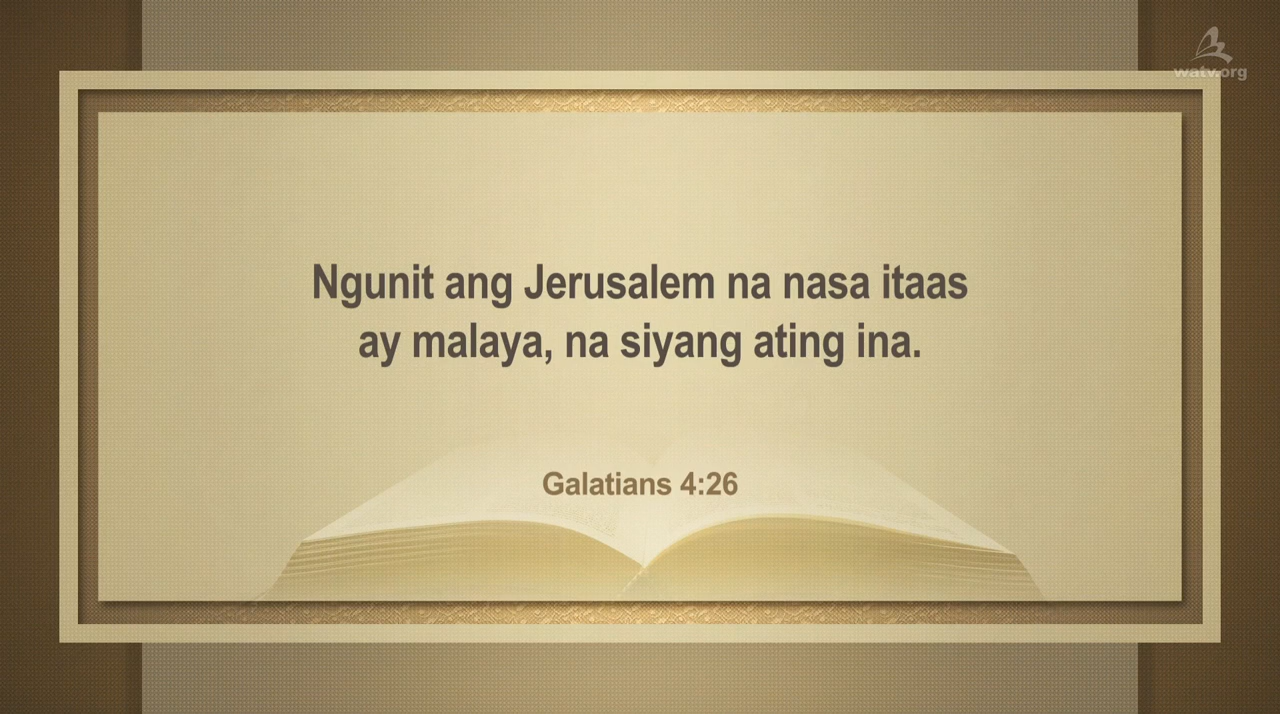 watv.org
Ngunit ang Jerusalem na nasa itaas
ay malaya, na siyang ating ina.
Galatians 4:26